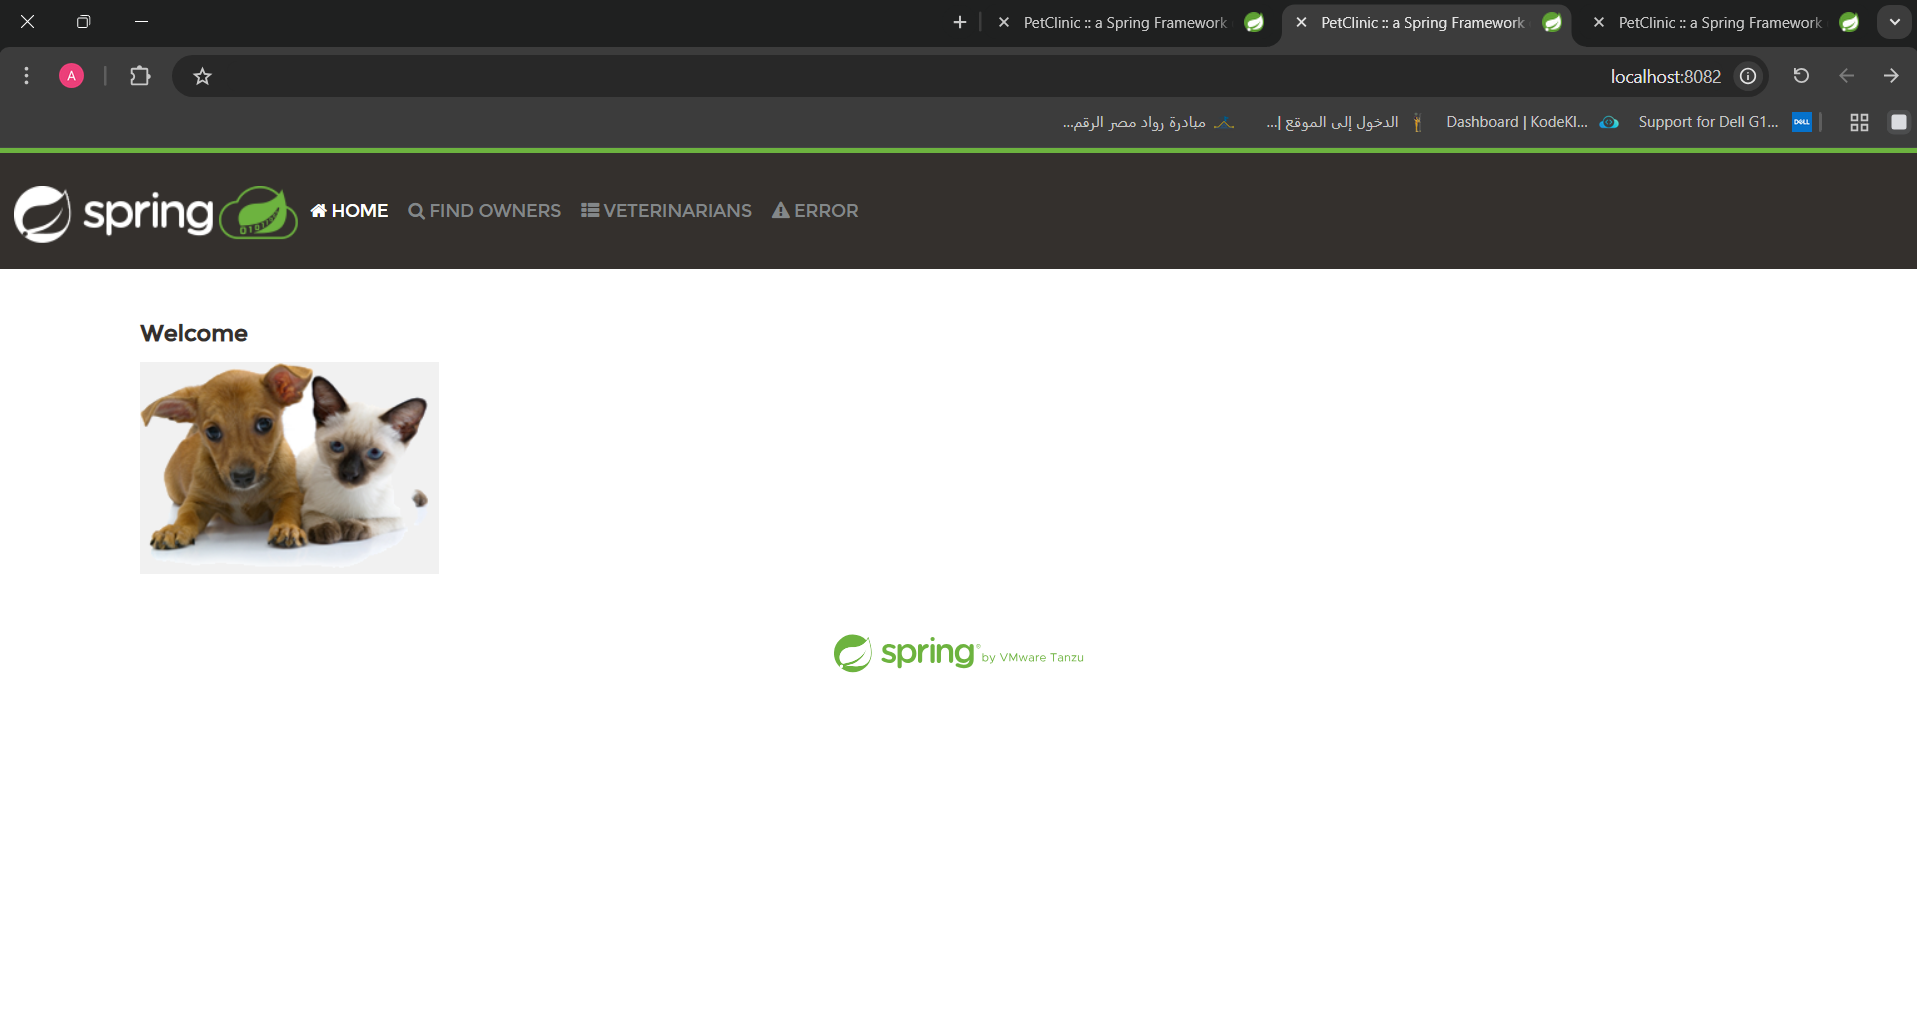 PetClinic :: a Spring Framework
PetClinic :: a Spring Framework
PetClinic :: a Spring Framework
A
localhost:8082
مبادرة رواد مصر الرقم...
الدخول إلى الموقع |...
Dashboard | KodeKl...
Support for Dell G1...
DELL
spring
HOME
FIND OWNERS
VETERINARIANS
ERROR
Welcome
spring by VMware Tanzu